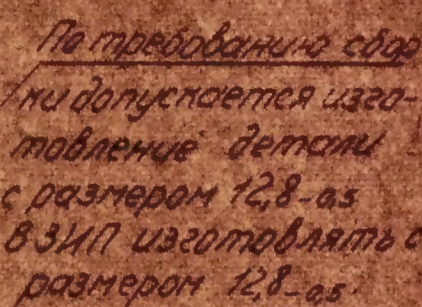 По требованию сбор
ки допускается изго-
товление детали
с размером 12,8-0,5
В ЗИП изготовлять с
размером 12,8-0,5.